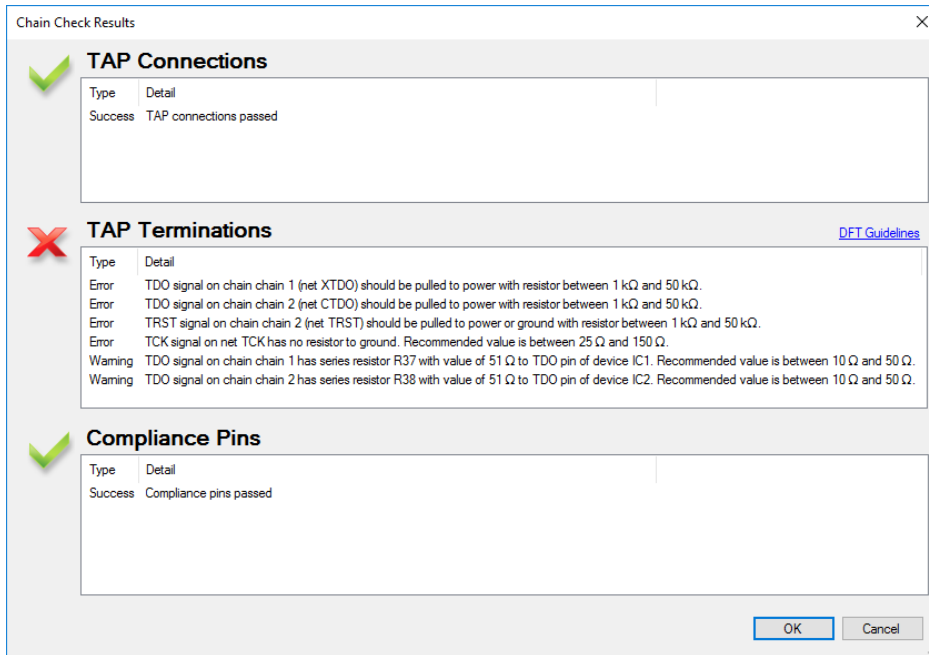 Chain Check Results
TAP Connections
Type Detail
Success TAP connections passed
TAP Terminations
DFT Guidelines
Type Detail
Error TDO signal on chain chain 1 (net XTDO) should be pulled to power with resistor between 1 kΩ and 50 kΩ.
Error TDO signal on chain chain 2 (net CTDO) should be pulled to power with resistor between 1 kΩ and 50 kΩ.
Error TRST signal on chain chain 2 (net TRST) should be pulled to power or ground with resistor between 1 kΩ and 50 kΩ.
Error TCK signal on net TCK has no resistor to ground. Recommended value is between 25 Ω and 150 Ω.
Warning TDO signal on chain chain 1 has series resistor R37 with value of 51 Ω to TDO pin of device IC1. Recommended value is between 10 Ω and 50 Ω.
Warning TDO signal on chain chain 2 has series resistor R38 with value of 51 Ω to TDO pin of device IC2. Recommended value is between 10 Ω and 50 Ω.
Compliance Pins
Type Detail
Success Compliance pins passed
OK Cancel